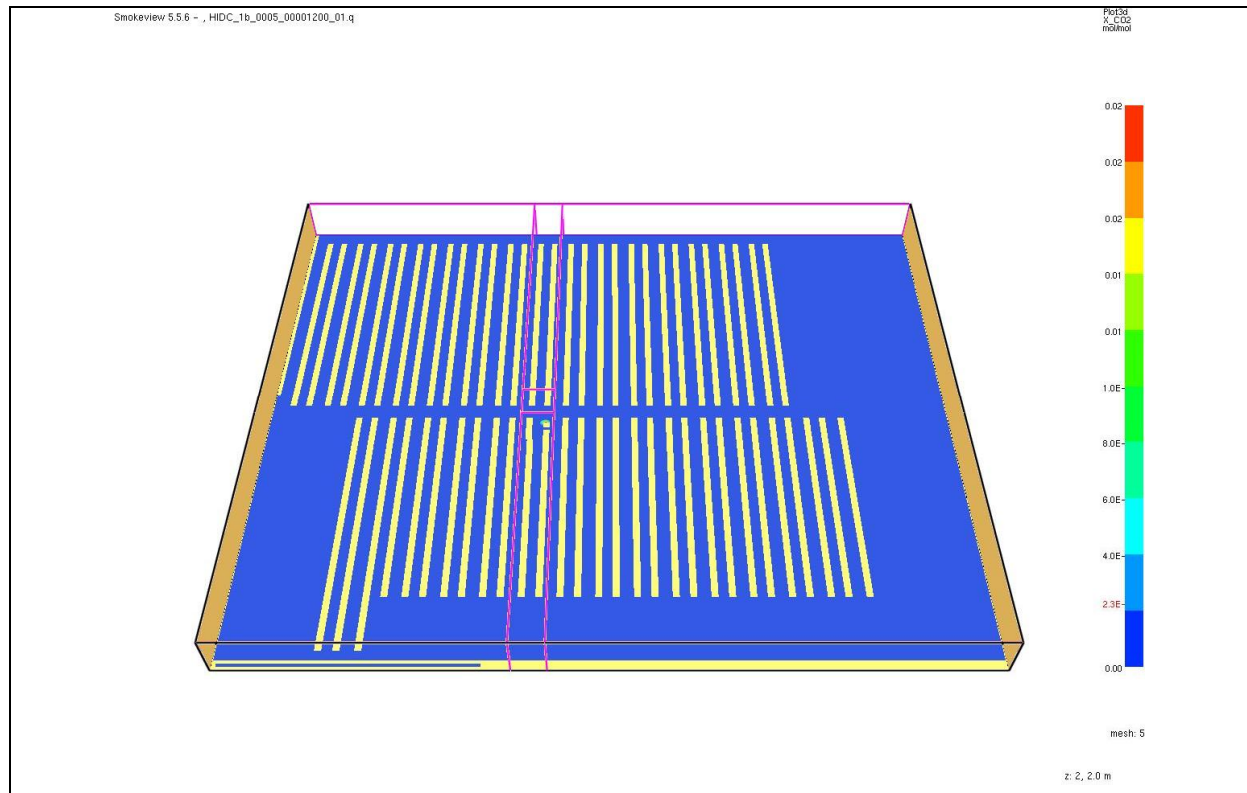 Smokeview 5.5.6 - , HIDC_1b_0005_00001200_01.q
Plot3d
X_CO2
mol/mol
0.02
0.02
0.02
0.01
0.01
1.0E-
8.0E-
6.0E-
4.0E-
2.3E-
0.00
mesh: 5
z: 2, 2.0 m